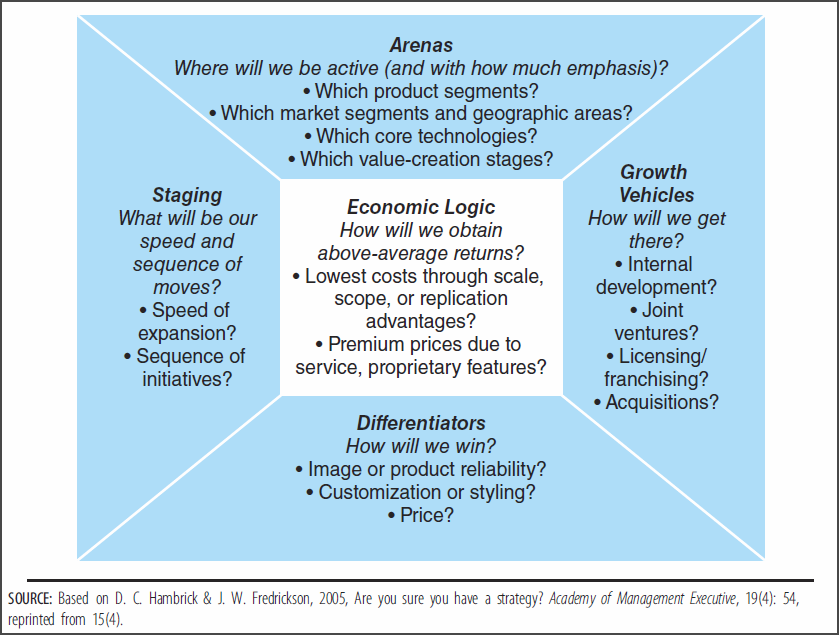 Arenas
Where will we be active (and with how much emphasis)?
• Which product segments?
• Which market segments and geographic areas?
• Which core technologies?
• Which value-creation stages?
Staging
What will be our
speed and
sequence of
moves?
• Speed of
expansion?
• Sequence of
initiatives?
Economic Logic
How will we obtain
above-average returns?
• Lowest costs through scale,
scope, or replication
advantages?
• Premium prices due to
service, proprietary features?
Growth
Vehicles
How will we get
there?
• Internal
development?
• Joint
ventures?
• Licensing/
franchising?
• Acquisitions?
Differentiators
How will we win?
• Image or product reliability?
• Customization or styling?
• Price?
SOURCE: Based on D. C. Hambrick & J. W. Fredrickson, 2005, Are you sure you have a strategy? Academy of Management Executive, 19(4): 54,
reprinted from 15(4).